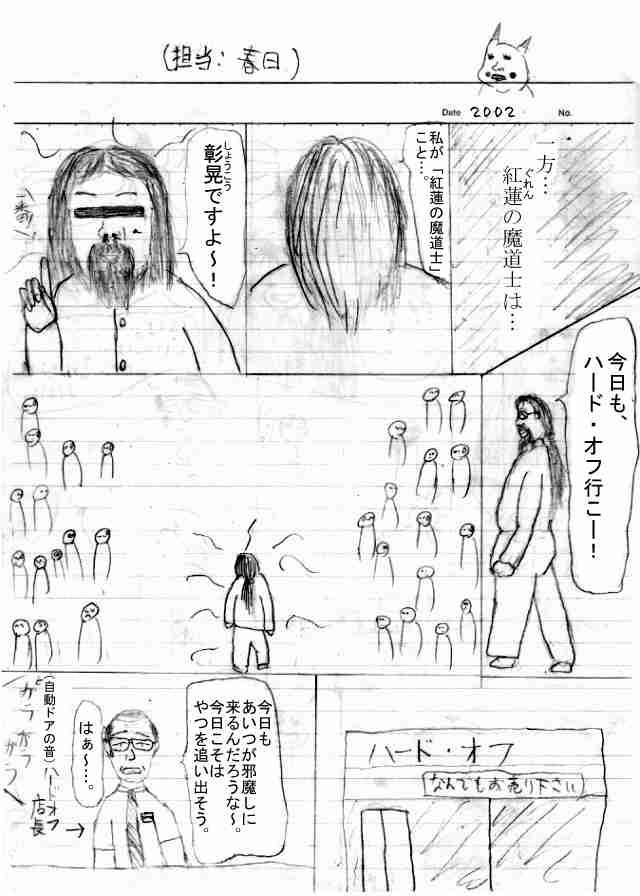 (担当: 春日)
Date 2002 No.
一方…
紅蓮の魔道士は…
ぐれん
私が「紅蓮の魔道士」
こと…。
彰晃ですよ～!
しょうこう
今日も、
ハード・オフ行こー!
ハード・オフ
なんでもお売り下さい
今日も
あいつが邪魔しに
来るんだろうな～。
今日こそは
やつを追い出そう。
はぁ～…。
ハードオフ
店長
(自動ドアの音)
ガラガラ
ガラ